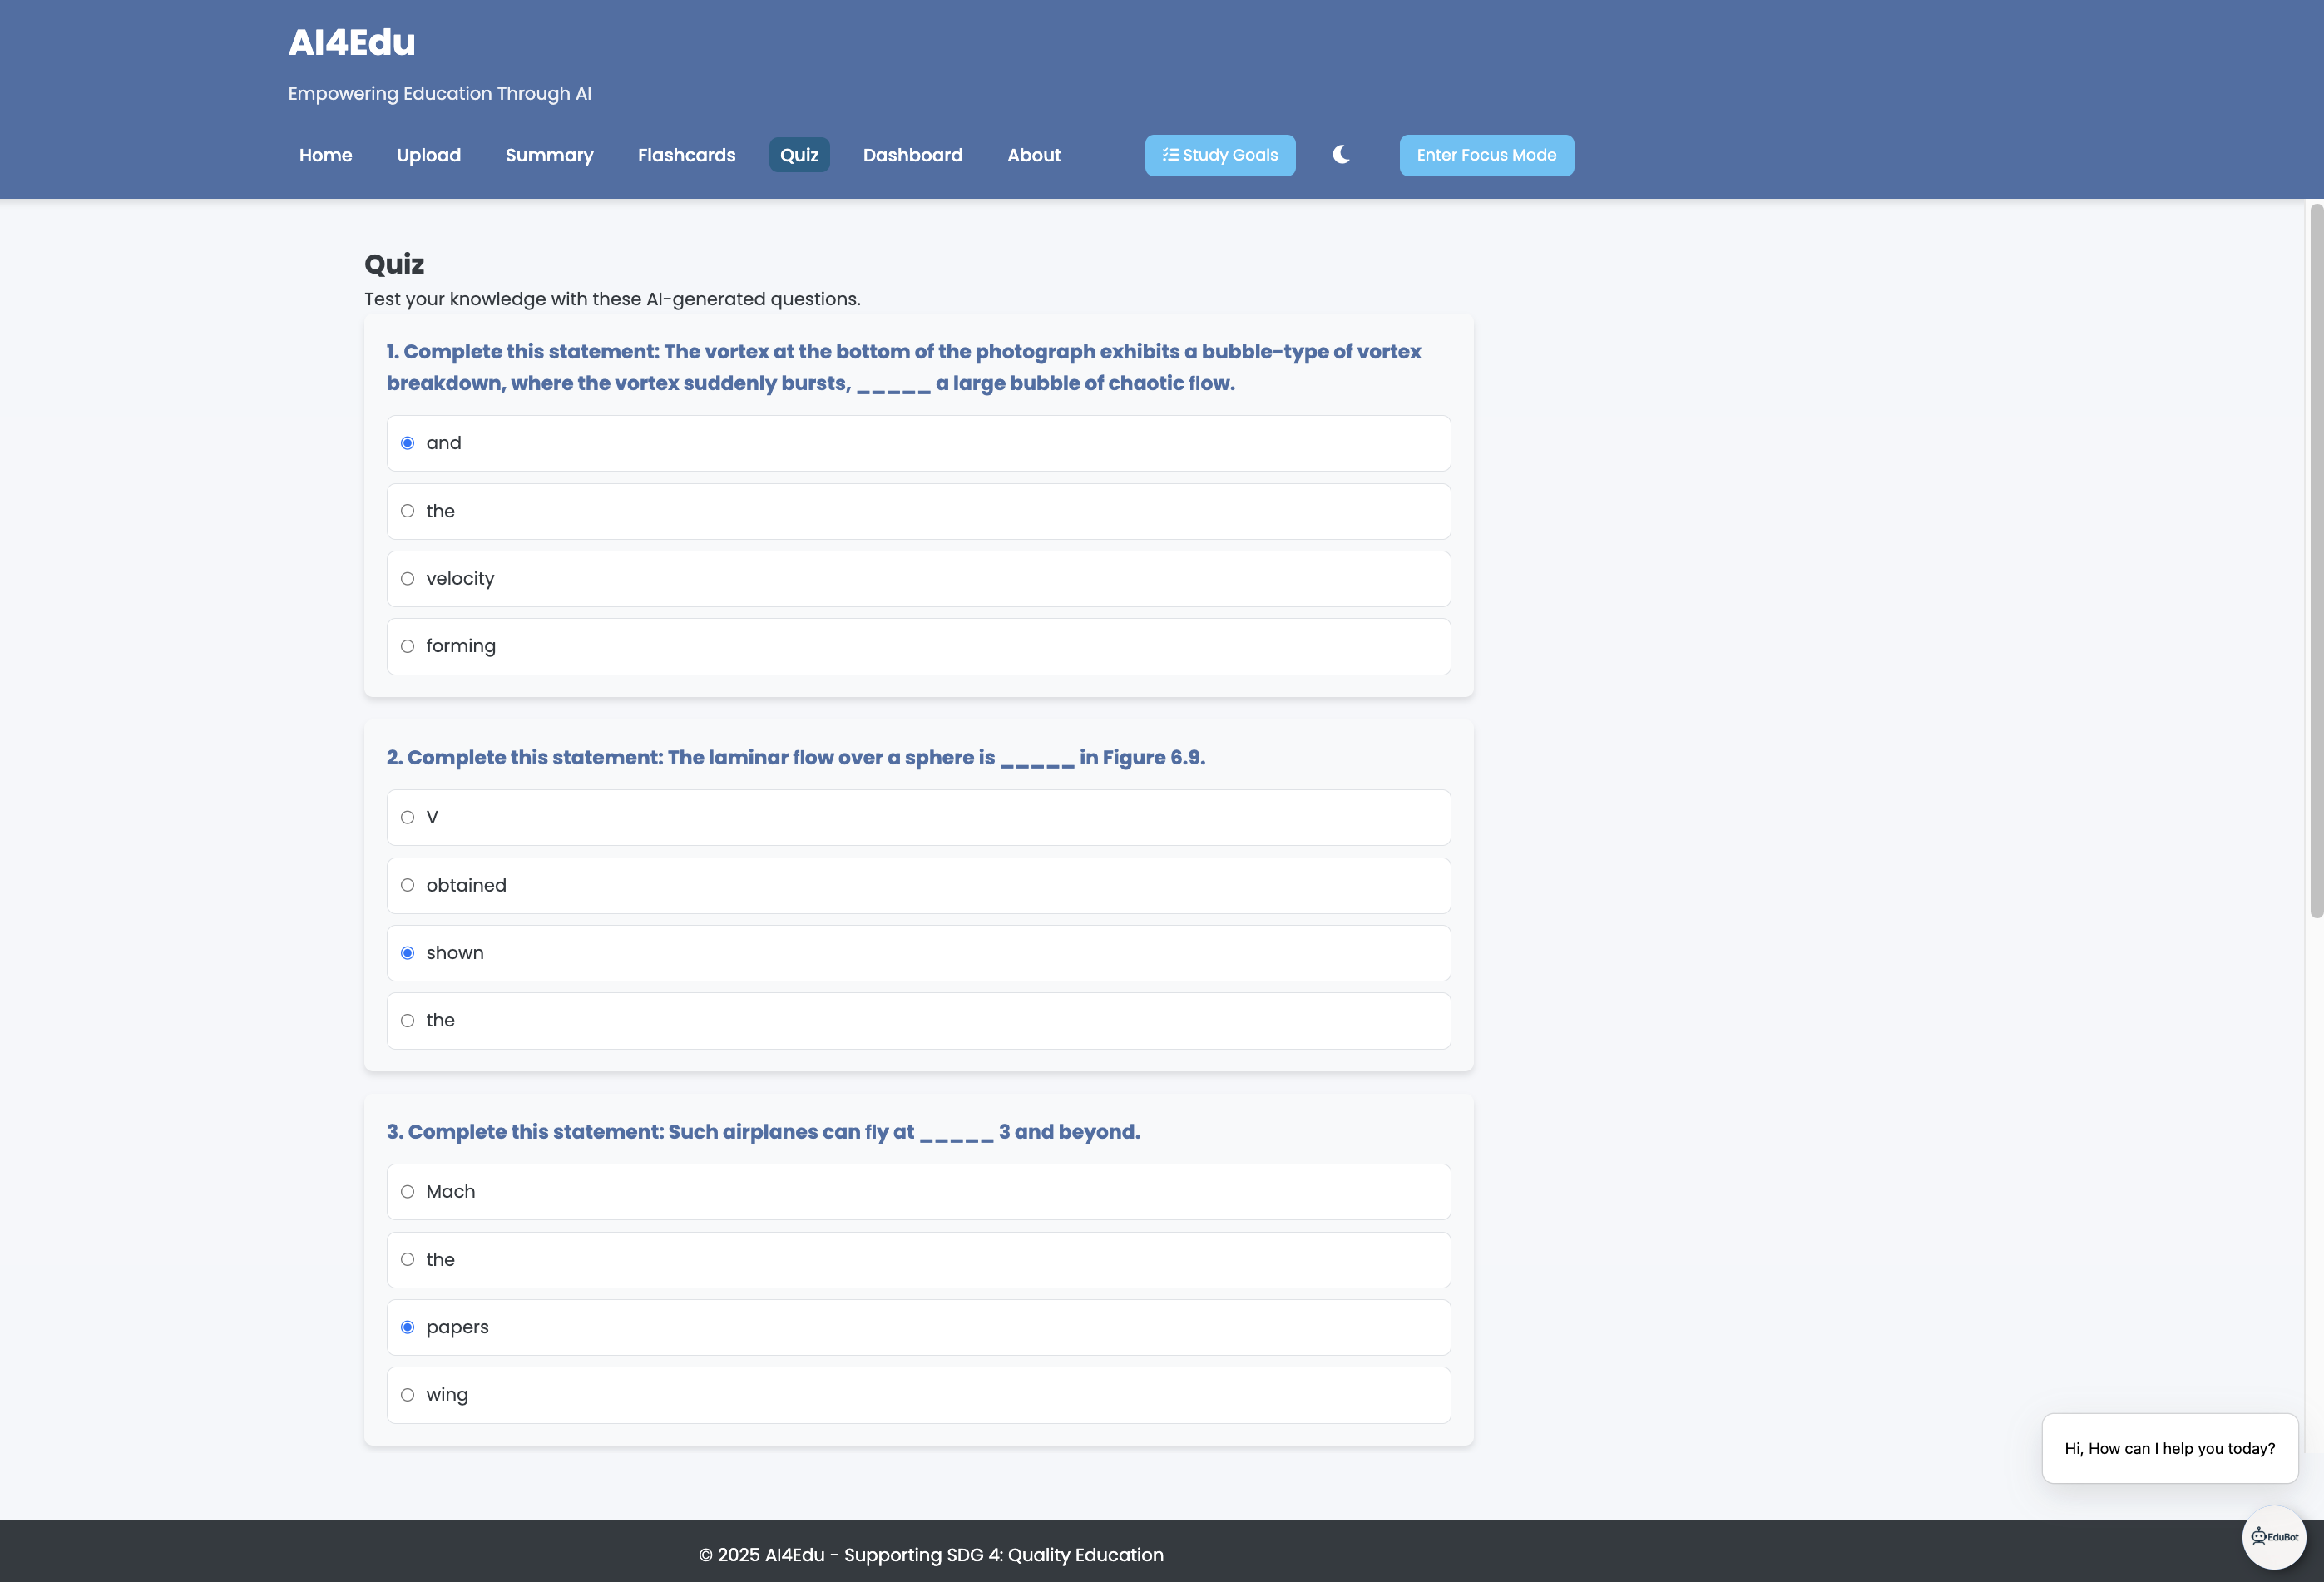 AI4Edu
Empowering Education Through AI
Home Upload Summary Flashcards Quiz Dashboard About Study Goals Enter Focus Mode
Quiz
Test your knowledge with these AI-generated questions.
1. Complete this statement: The vortex at the bottom of the photograph exhibits a bubble-type of vortex
breakdown, where the vortex suddenly bursts, _____ a large bubble of chaotic flow.
and
the
velocity
forming
2. Complete this statement: The laminar flow over a sphere is _____ in Figure 6.9.
V
obtained
shown
the
3. Complete this statement: Such airplanes can fly at _____ 3 and beyond.
Mach
the
papers
wing
Hi, How can I help you today?
EduBot
© 2025 AI4Edu - Supporting SDG 4: Quality Education